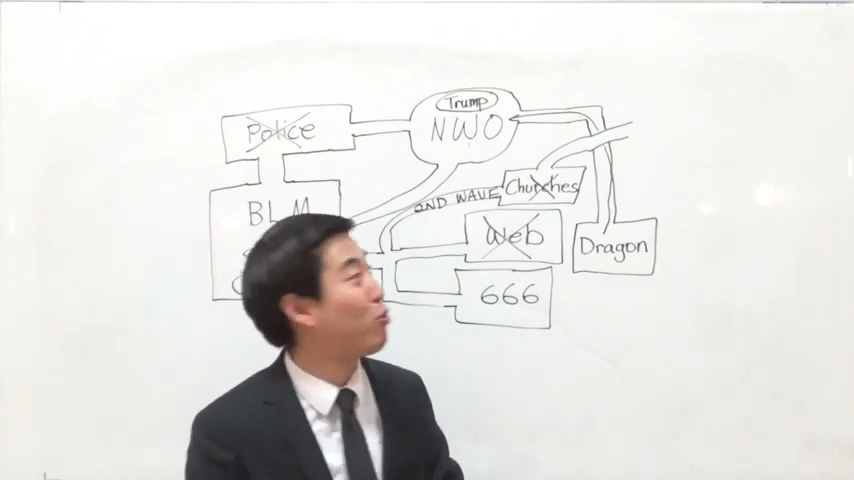 Trump
Police
NWO
Churches
2ND WAVE
BLM
Web
Dragon
666